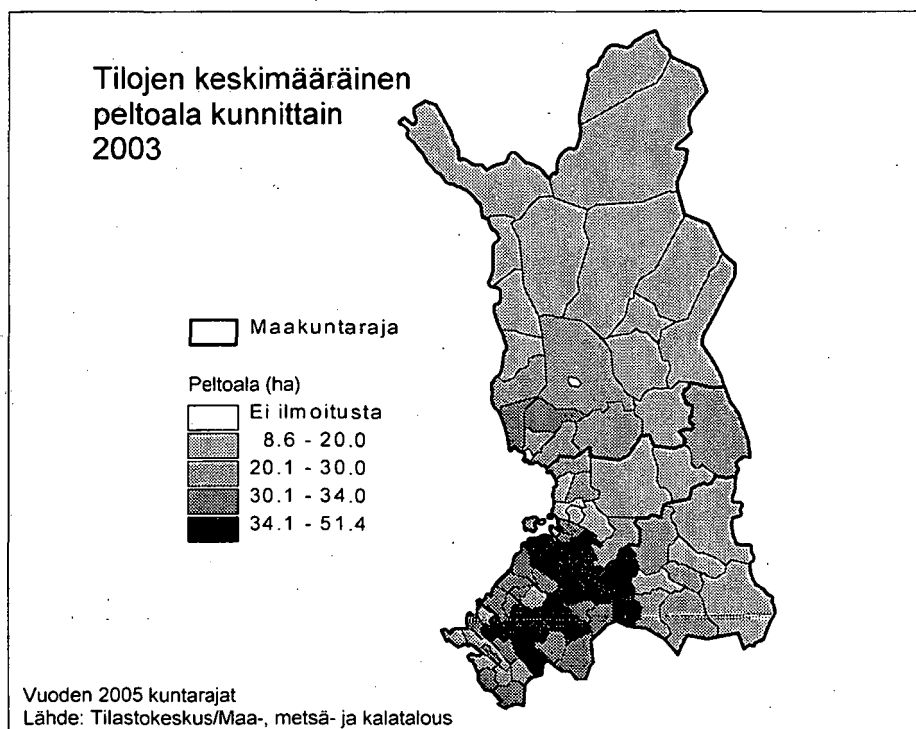 Tilojen keskimääräinen
peltoala kunnittain
2003
Maakuntaraja
Peltoala (ha)
Ei ilmoitusta
8.6 - 20.0
20.1 - 30.0
30.1 - 34.0
34.1 - 51.4
Vuoden 2005 kuntarajat
Lähde: Tilastokeskus/Maa-, metsä- ja kalatalous